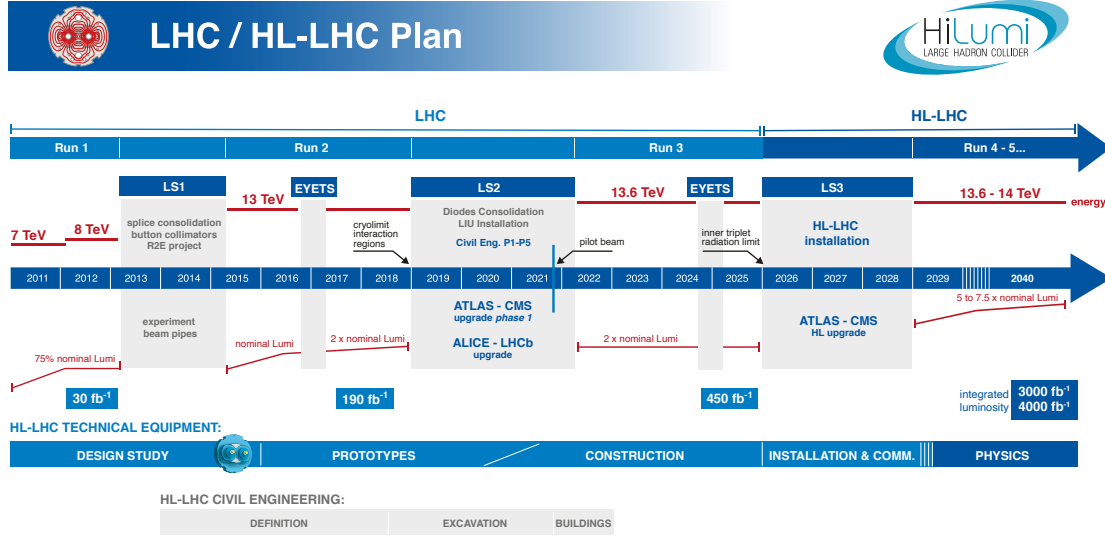 LHC / HL-LHC Plan
HiLumi
LARGE HADRON COLLIDER
LHC
HL-LHC
Run 1
Run 2
Run 3
Run 4 - 5...
LS1
EYETS
LS2
EYETS
LS3
13 TeV
13.6 TeV
13.6 - 14 TeV
energy
7 TeV
8 TeV
splice consolidation
button collimators
R2E project
cryolimit
interaction
regions
Diodes Consolidation
LIU Installation
Civil Eng. P1-P5
pilot beam
inner triplet
radiation limit
HL-LHC
installation
2011 2012 2013 2014 2015 2016 2017 2018 2019 2020 2021 2022 2023 2024 2025 2026 2027 2028 2029 2040
experiment
beam pipes
ATLAS - CMS
upgrade phase 1
ALICE - LHCb
upgrade
ATLAS - CMS
HL upgrade
5 to 7.5 x nominal Lumi
75% nominal Lumi
nominal Lumi
2 x nominal Lumi
2 x nominal Lumi
30 fb-1
190 fb-1
450 fb-1
integrated
luminosity
3000 fb-1
4000 fb-1
HL-LHC TECHNICAL EQUIPMENT:
DESIGN STUDY
PROTOTYPES
CONSTRUCTION
INSTALLATION & COMM.
PHYSICS
HL-LHC CIVIL ENGINEERING:
DEFINITION
EXCAVATION
BUILDINGS